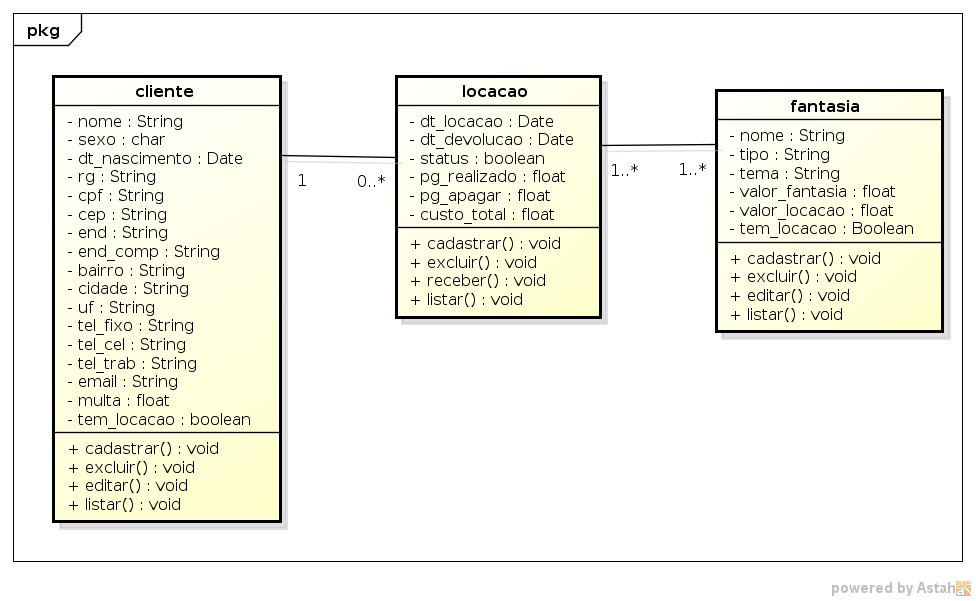 pkg
cliente
- nome : String
- sexo : char
- dt_nascimento : Date
- rg : String
- cpf : String
- cep : String
- end : String
- end_comp : String
- bairro : String
- cidade : String
- uf : String
- tel_fixo : String
- tel_cel : String
- tel_trab : String
- email : String
- multa : float
- tem_locacao : boolean
+ cadastrar() : void
+ excluir() : void
+ editar() : void
+ listar() : void
1
0..*
locacao
- dt_locacao : Date
- dt_devolucao : Date
- status : boolean
- pg_realizado : float
- pg_apagar : float
- custo_total : float
+ cadastrar() : void
+ excluir() : void
+ receber() : void
+ listar() : void
1..*
1..*
fantasia
- nome : String
- tipo : String
- tema : String
- valor_fantasia : float
- valor_locacao : float
- tem_locacao : Boolean
+ cadastrar() : void
+ excluir() : void
+ editar() : void
+ listar() : void
powered by Astah